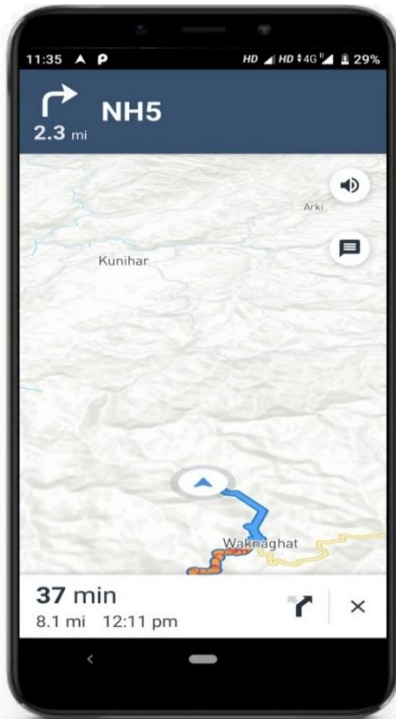 11:35 P HD HD 4G R 29%
NH5
2.3 mi
Arki
Kunihar
Waknaghat
37 min
8.1 mi 12:11 pm